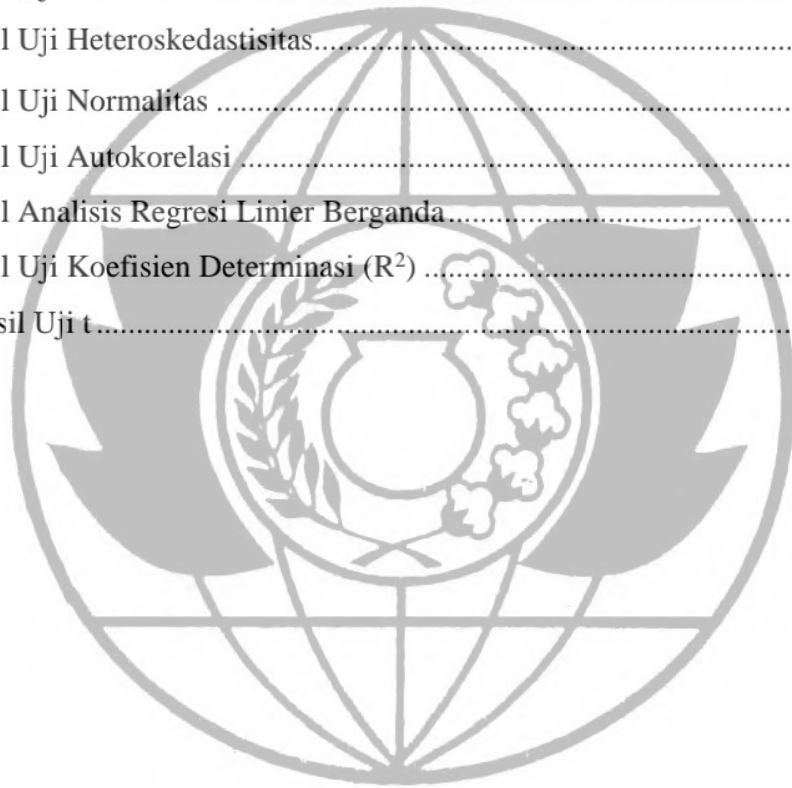 l Uji Heteroskedastisitas..............................................................
l Uji Normalitas ..........................................................................
l Uji Autokorelasi .......................................................................
l Analisis Regresi Linier Berganda............................................
l Uji Koefisien Determinasi (R²) ...............................................
sil Uji t..........................................................................................